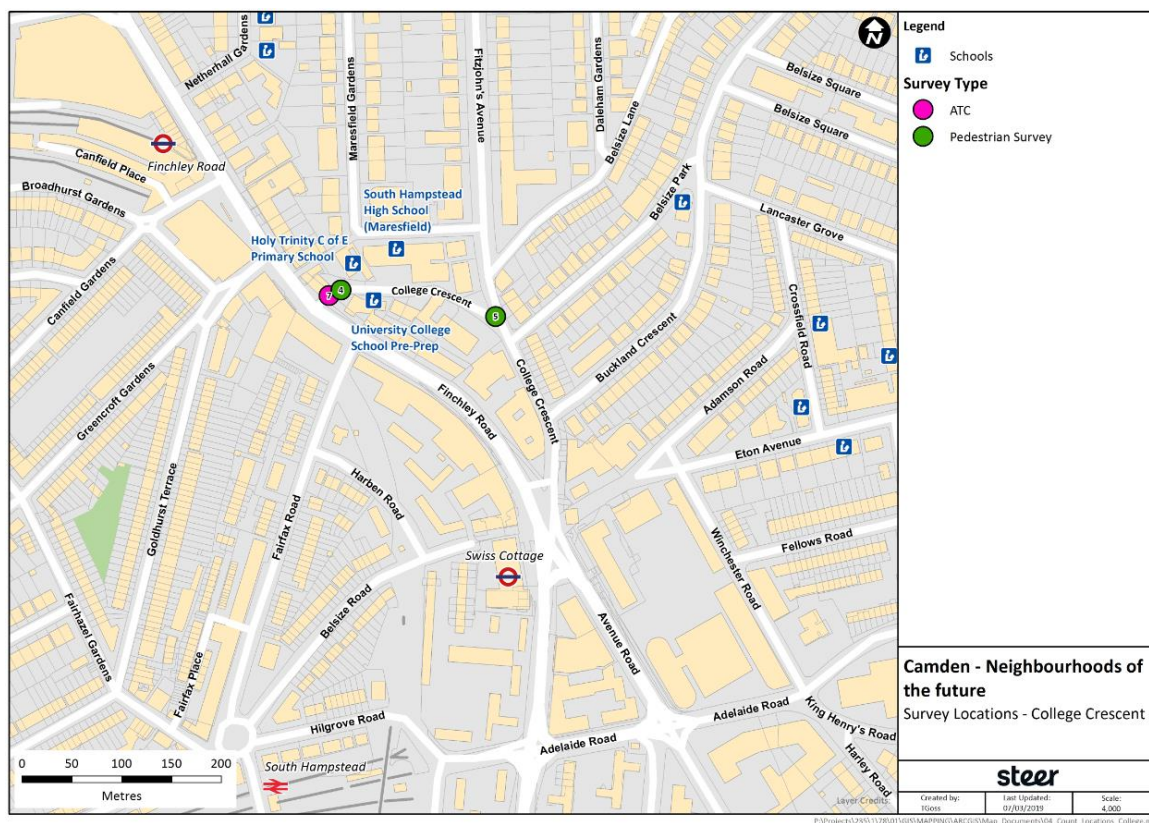 Netherhall Gardens
Maresfield Gardens
Fitzjohn's Avenue
Daleham Gardens
Belsize Lane
Belsize Square
Belsize Square
Belsize Park
Lancaster Grove
Finchley Road
Canfield Place
Broadhurst Gardens
South Hampstead
High School
(Maresfield)
Holy Trinity C of E
Primary School
Canfield Gardens
7
4
College Crescent
5
University College
School Pre-Prep
Crossfield Road
Buckland Crescent
Adamson Road
College Crescent
Finchley Road
Greencroft Gardens
Eton Avenue
Goldhurst Terrace
Fairfax Road
Harben Road
Winchester Road
Fellows Road
Swiss Cottage
Belsize Road
Avenue Road
Fairhazel Gardens
Fairfax Place
Hilgrove Road
Adelaide Road
Adelaide Road
King Henry's Road
Harley Road
South Hampstead
0 50 100 150 200
Metres
Layer Credits:
N
Legend
Schools
Survey Type
ATC
Pedestrian Survey
Camden - Neighbourhoods of
the future
Survey Locations - College Crescent
steer
Created by:
TGoss
Last Updated:
07/03/2019
Scale:
4,000